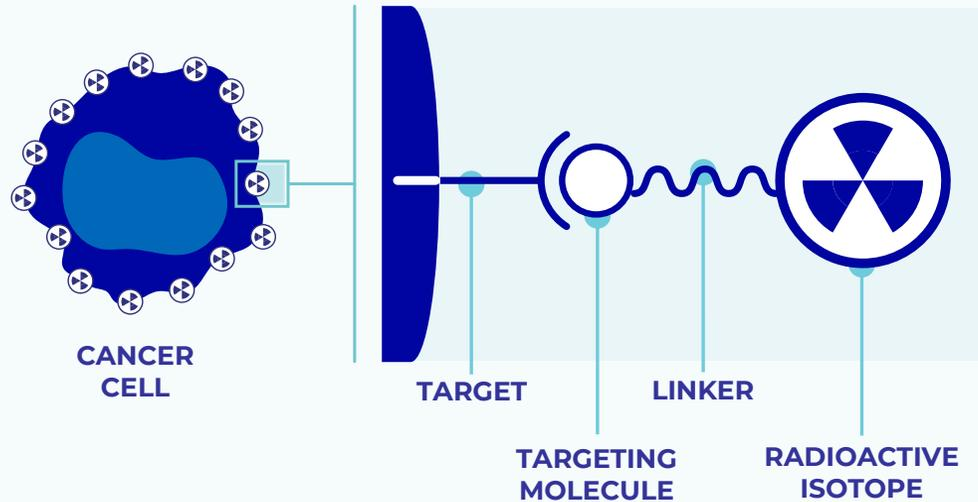 CANCER
CELL
TARGET
LINKER
TARGETING
MOLECULE
RADIOACTIVE
ISOTOPE